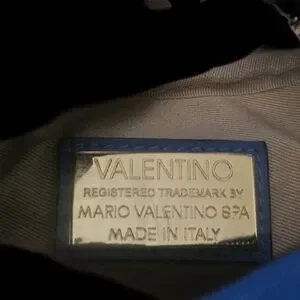 VALENTINO
REGISTERED TRADEMARK BY
MARIO VALENTINO SPA
MADE IN ITALY